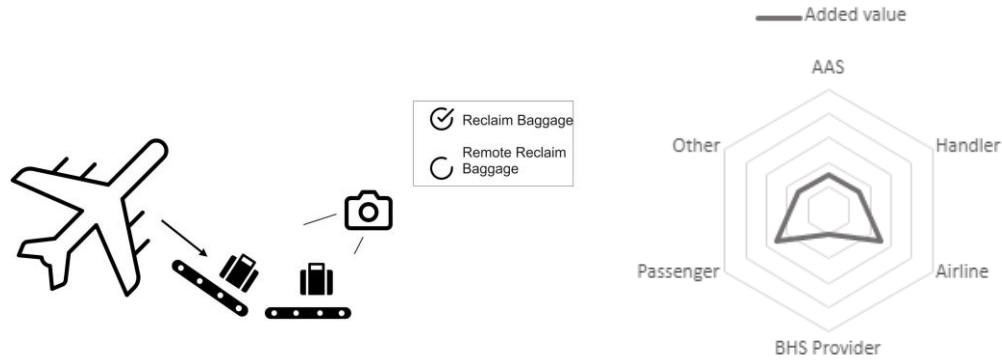 Reclaim Baggage
Remote Reclaim
Baggage
Added value
AAS
Other
Handler
Passenger
Airline
BHS Provider